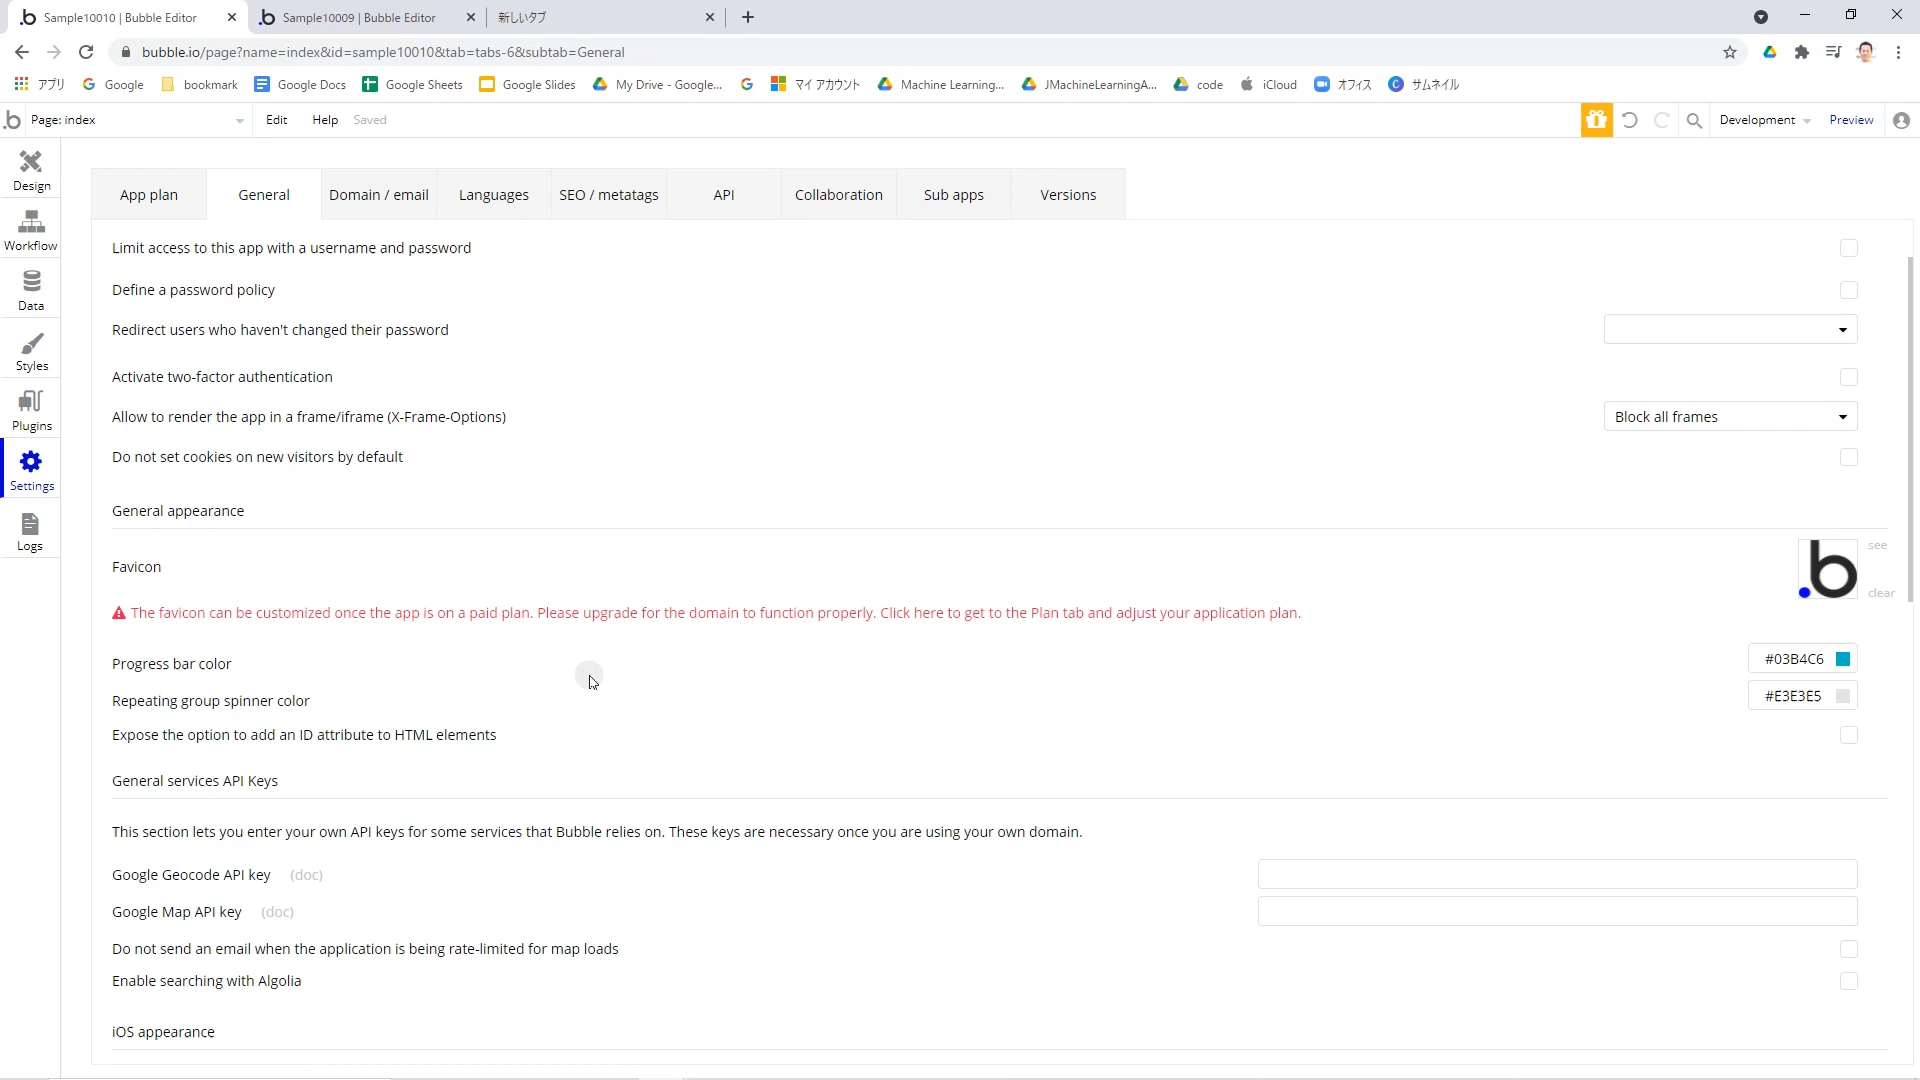 Sample10010 | Bubble Editor
Sample10009 | Bubble Editor
新しいタブ
bubble.io/page?name=index&id=sample10010&tab=tabs-6&subtab=General
アプリ
Google
bookmark
Google Docs
Google Sheets
Google Slides
My Drive - Google...
マイ アカウント
Machine Learning...
JMachineLearningA...
code
iCloud
オフィス
サムネイル
Page: index
Edit
Help
Saved
Development
Preview
Design
Workflow
Data
Styles
Plugins
Settings
Logs
App plan
General
Domain / email
Languages
SEO / metatags
API
Collaboration
Sub apps
Versions
Limit access to this app with a username and password
Define a password policy
Redirect users who haven't changed their password
Activate two-factor authentication
Allow to render the app in a frame/iframe (X-Frame-Options)
Block all frames
Do not set cookies on new visitors by default
General appearance
Favicon
see
clear
The favicon can be customized once the app is on a paid plan. Please upgrade for the domain to function properly. Click here to get to the Plan tab and adjust your application plan.
Progress bar color
#03B4C6
Repeating group spinner color
#E3E3E5
Expose the option to add an ID attribute to HTML elements
General services API Keys
This section lets you enter your own API keys for some services that Bubble relies on. These keys are necessary once you are using your own domain.
Google Geocode API key (doc)
Google Map API key (doc)
Do not send an email when the application is being rate-limited for map loads
Enable searching with Algolia
iOS appearance